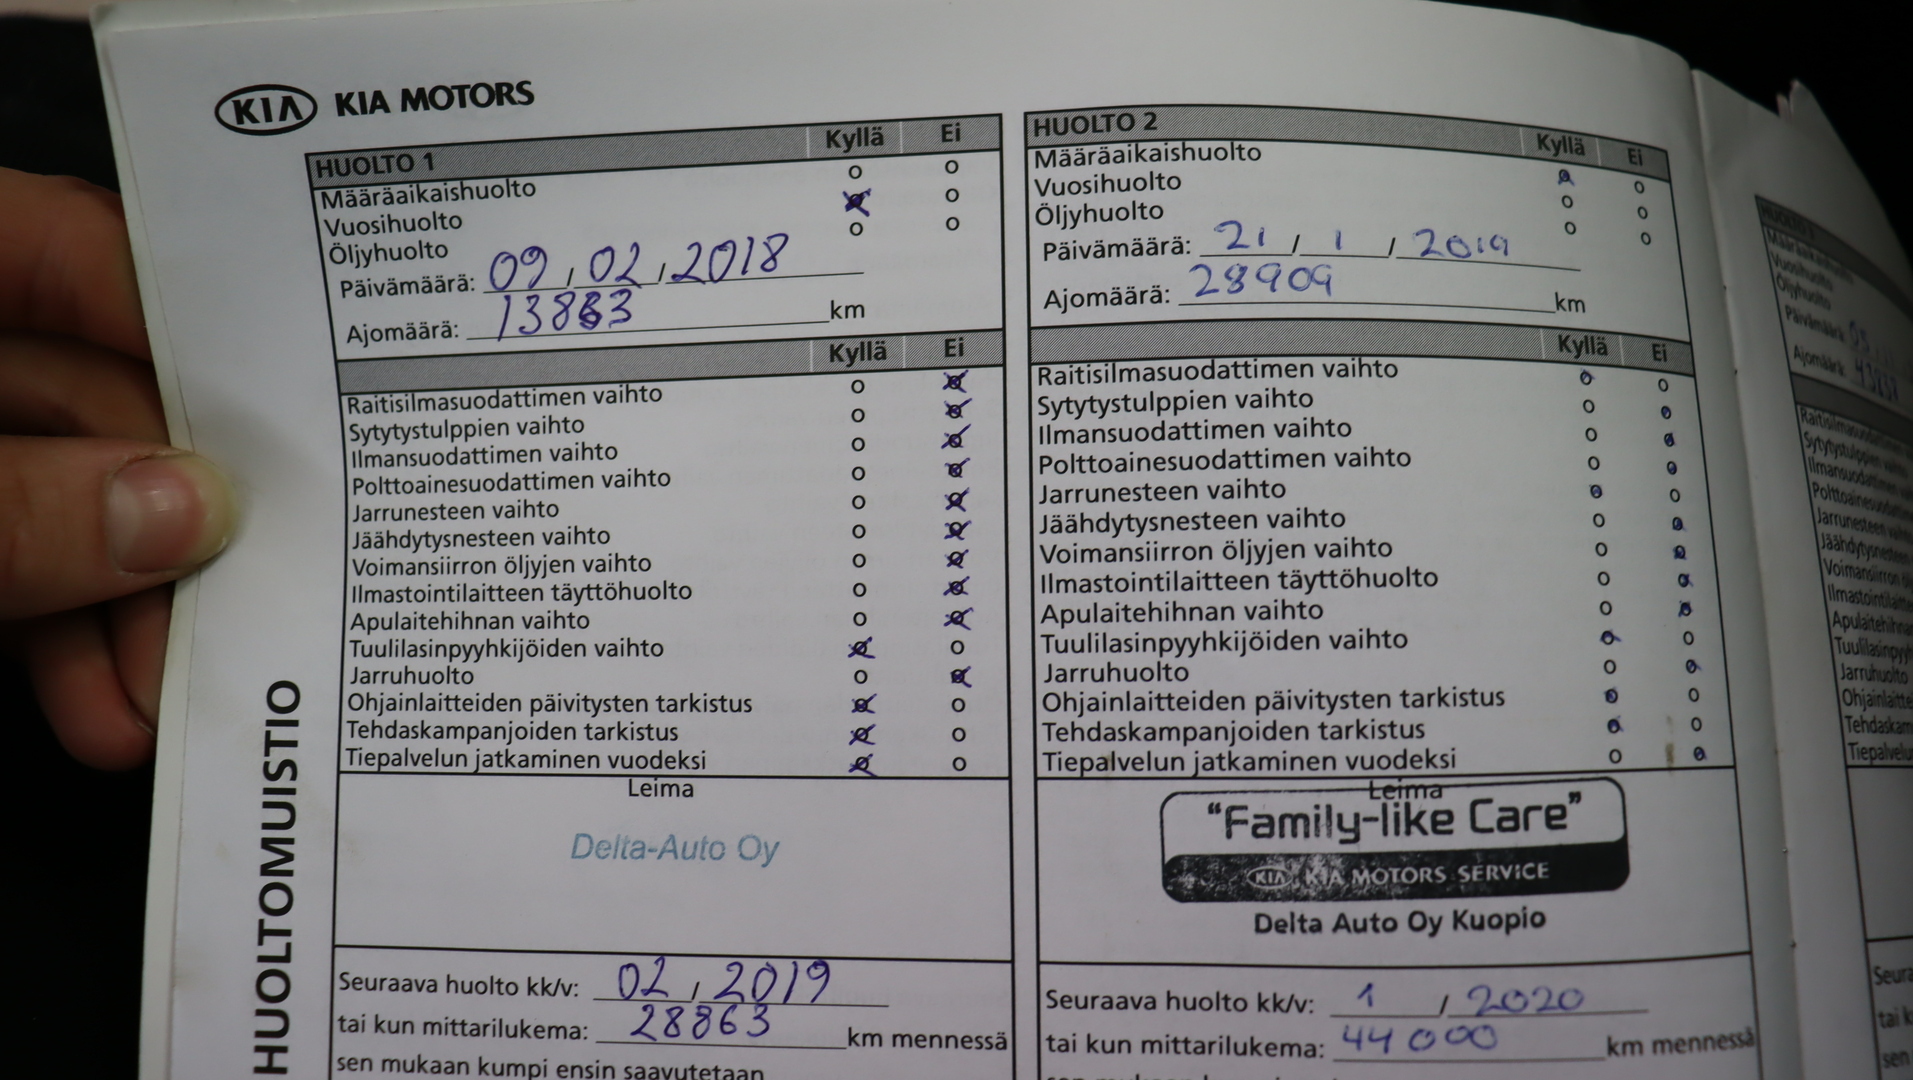 KIA KIA MOTORS
HUOLTO 1 Kyllä Ei
Määräaikaishuolto o o
Vuosihuolto o
Öljyhuolto o o
Päivämäärä: 09 / 02 / 2018
Ajomäärä: 13863 km
Kyllä Ei
Raitisilmasuodattimen vaihto
Sytytystulppien vaihto
Ilmansuodattimen vaihto
Polttoainesuodattimen vaihto
Jarrunesteen vaihto
Jäähdytysnesteen vaihto
Voimansiirron öljyjen vaihto
Ilmastointilaitteen täyttöhuolto
Apulaitehihnan vaihto
Tuulilasinpyyhkijöiden vaihto
Jarruhuolto
Ohjainlaitteiden päivitysten tarkistus
Tehdaskampanjoiden tarkistus
Tiepalvelun jatkaminen vuodeksi
Leima
Delta-Auto Oy
Seuraava huolto kk/v: 02 / 2019
tai kun mittarilukema: 28863 km mennessä
sen mukaan kumpi ensin saavutetaan
HUOLTOMUISTIO
HUOLTO 2 Kyllä Ei
Määräaikaishuolto
Vuosihuolto
Öljyhuolto
Päivämäärä: 21 / 1 / 2019
Ajomäärä: 28909 km
Kyllä Ei
Raitisilmasuodattimen vaihto
Sytytystulppien vaihto
Ilmansuodattimen vaihto
Polttoainesuodattimen vaihto
Jarrunesteen vaihto
Jäähdytysnesteen vaihto
Voimansiirron öljyjen vaihto
Ilmastointilaitteen täyttöhuolto
Apulaitehihnan vaihto
Tuulilasinpyyhkijöiden vaihto
Jarruhuolto
Ohjainlaitteiden päivitysten tarkistus
Tehdaskampanjoiden tarkistus
Tiepalvelun jatkaminen vuodeksi
Leima
"Family-like Care"
KIA KIA MOTORS SERVICE
Delta Auto Oy Kuopio
Seuraava huolto kk/v: 1 / 2020
tai kun mittarilukema: 44000 km mennessä